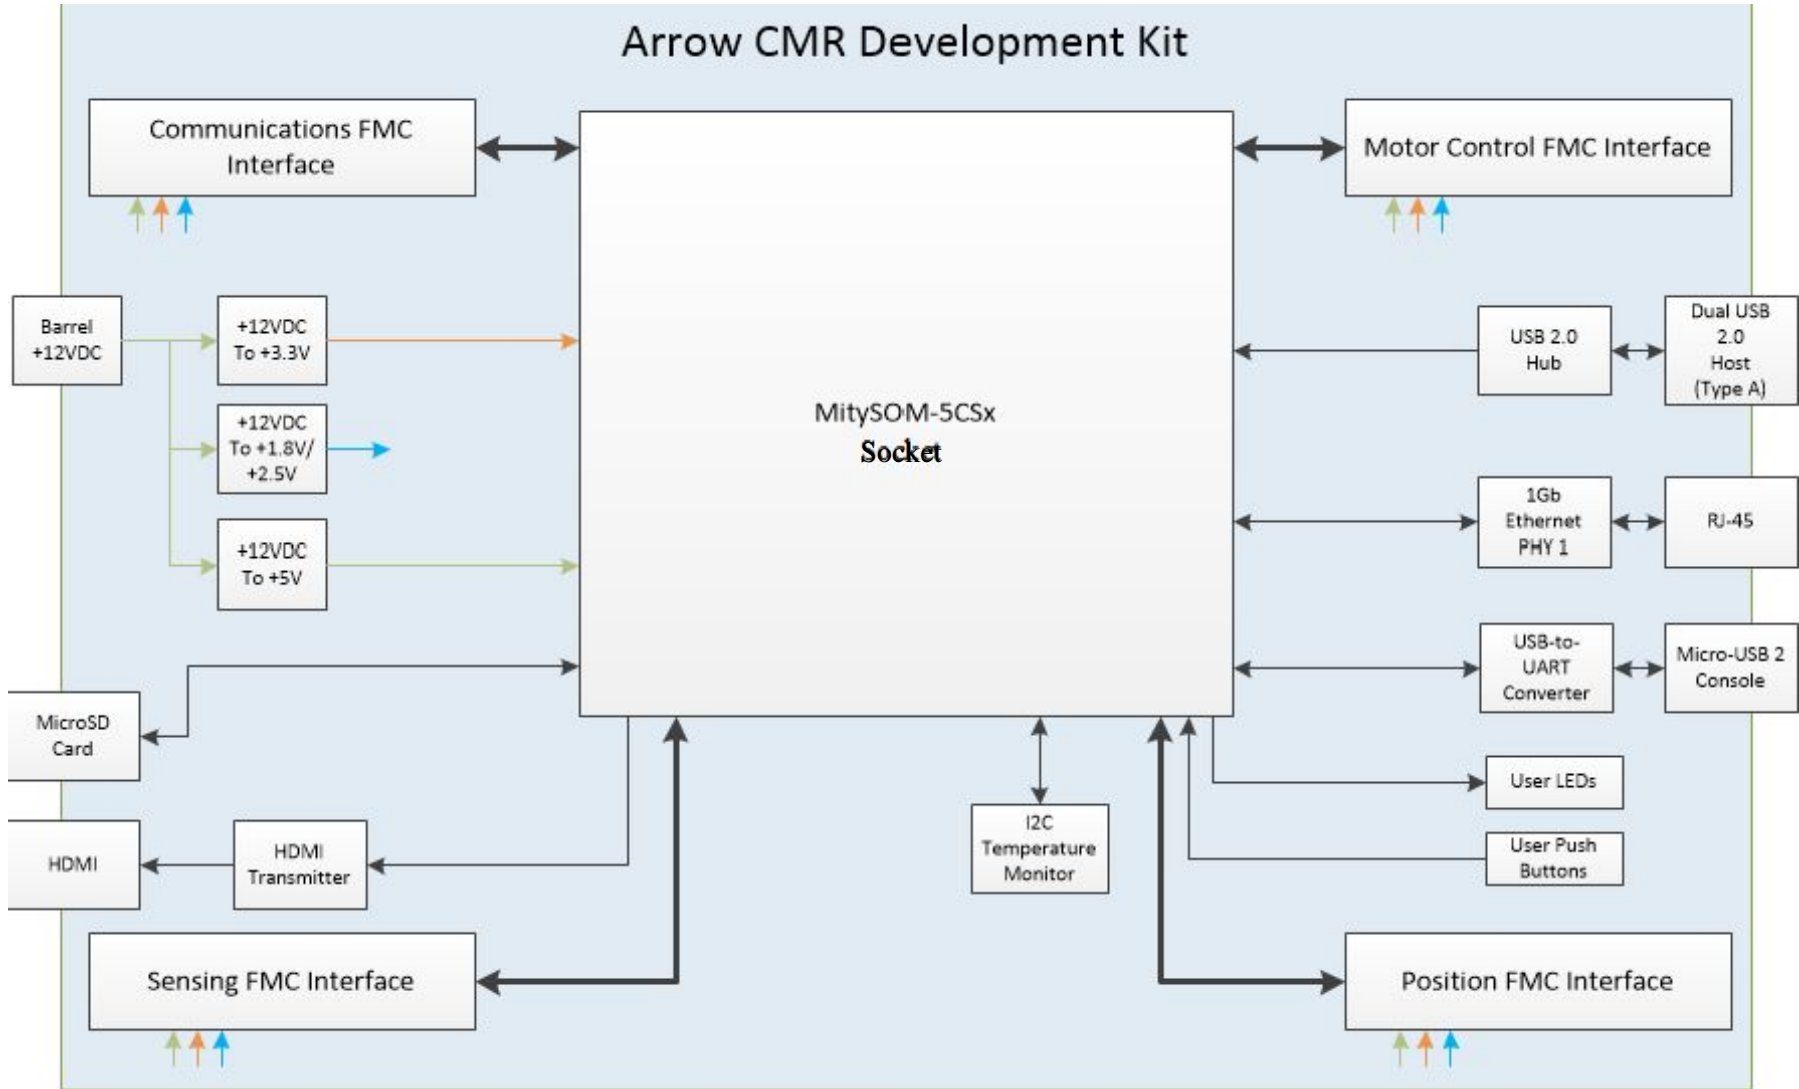 Arrow CMR Development Kit
Communications FMC
Interface
Motor Control FMC Interface
Barrel
+12VDC
+12VDC
To +3.3V
+12VDC
To +1.8V/
+2.5V
+12VDC
To +5V
MitySOM-5CSx
Socket
USB 2.0
Hub
Dual USB
2.0
Host
(Type A)
1Gb
Ethernet
PHY 1
RJ-45
USB-to-
UART
Converter
Micro-USB 2
Console
MicroSD
Card
HDMI
HDMI
Transmitter
I2C
Temperature
Monitor
User LEDs
User Push
Buttons
Sensing FMC Interface
Position FMC Interface